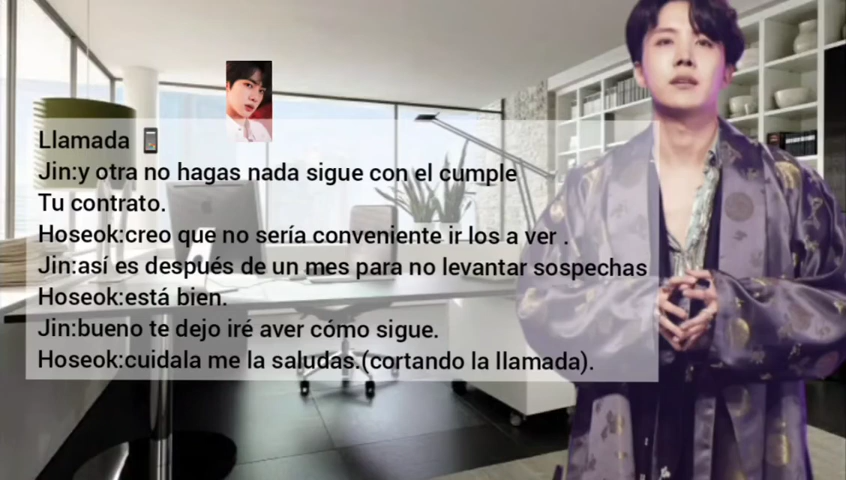 Llamada 📱
Jin:y otra no hagas nada sigue con el cumple
Tu contrato.
Hoseok:creo que no sería conveniente ir los a ver .
Jin:así es después de un mes para no levantar sospechas
Hoseok:está bien.
Jin:bueno te dejo iré aver cómo sigue.
Hoseok:cuidala me la saludas.(cortando la llamada).